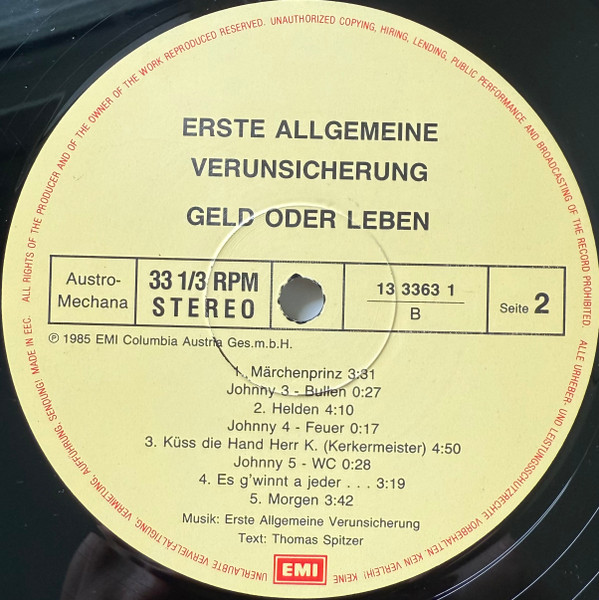 ALL RIGHTS OF THE PRODUCER AND OF THE OWNER OF THE WORK REPRODUCED RESERVED. UNAUTHORIZED COPYING, HIRING, LENDING, PUBLIC PERFORMANCE AND BROADCASTING OF THE RECORD PROHIBITED. ALLE URHEBER- UND LEISTUNGSSCHUTZRECHTE VORBEHALTEN. KEIN VERLEIH! KEINE UNERLAUBTE VERVIELFÄLTIGUNG, VERMIETUNG, AUFFÜHRUNG, SENDUNG! MADE IN EEC.
ERSTE ALLGEMEINE
VERUNSICHERUNG
GELD ODER LEBEN
Austro-
Mechana
33 1/3 RPM
STEREO
13 3363 1
B
Seite 2
℗ 1985 EMI Columbia Austria Ges.m.b.H.
1. Märchenprinz 3:31
Johnny 3 - Bullen 0:27
2. Helden 4:10
Johnny 4 - Feuer 0:17
3. Küss die Hand Herr K. (Kerkermeister) 4:50
Johnny 5 - WC 0:28
4. Es g'winnt a jeder . . . 3:19
5. Morgen 3:42
Musik: Erste Allgemeine Verunsicherung
Text: Thomas Spitzer
EMI